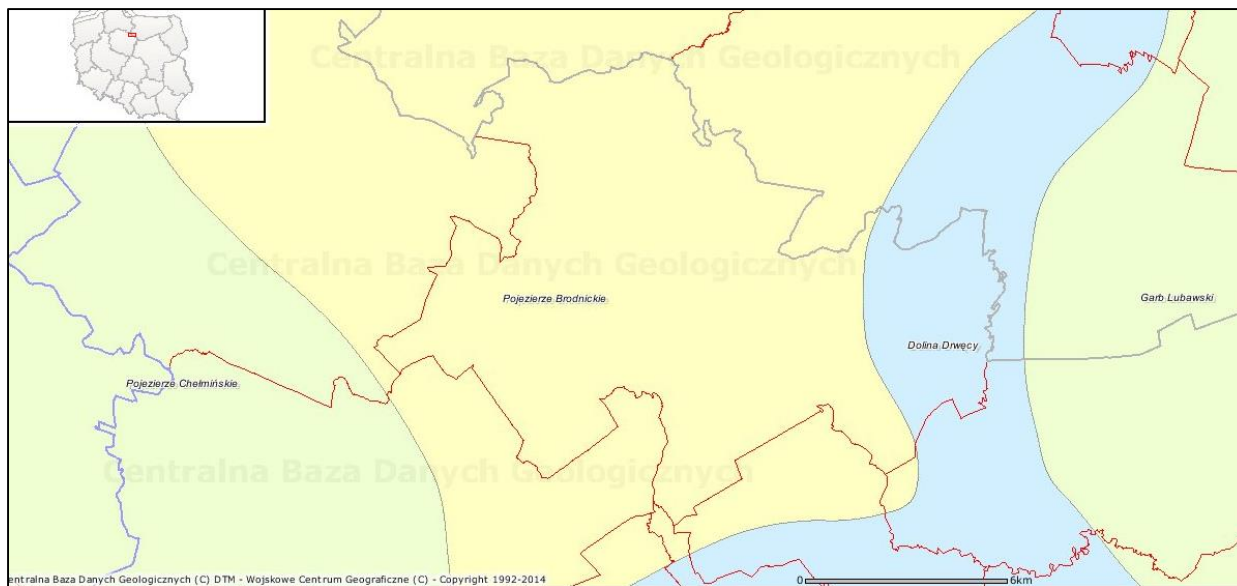 Centralna Baza Danych Geologicznych
Centralna Baza Danych Geologicznych
Pojezierze Brodnickie
Garb Lubawski
Dolina Drwęcy
Pojezierze Chełmińskie
Centralna Baza Danych Geologicznych
entralna Baza Danych Geologicznych (C) DTM - Wojskowe Centrum Geograficzne (C) - Copyright 1992-2014
0 6km